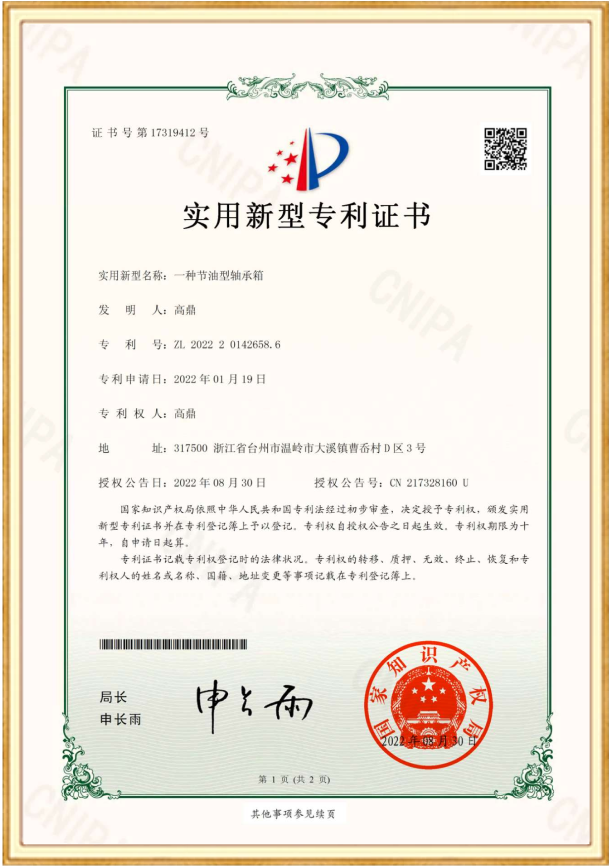 证书号第17319412号
实用新型专利证书
实用新型名称：一种节油型轴承箱
发明人：高鼎
专利号：ZL 2022 2 0142658.6
专利申请日：2022年01月19日
专利权人：高鼎
地址：317500 浙江省台州市温岭市大溪镇曹岙村D区3号
授权公告日：2022年08月30日 授权公告号：CN 217328160 U
国家知识产权局依照中华人民共和国专利法经过初步审查，决定授予专利权，颁发实用
新型专利证书并在专利登记簿上予以登记。专利权自授权公告之日起生效。专利权期限为十
年，自申请日起算。
专利证书记载专利权登记时的法律状况。专利权的转移、质押、无效、终止、恢复和专
利权人的姓名或名称、国籍、地址变更等事项记载在专利登记簿上。
局长
申长雨
申长雨
国家知识产权局
2022年08月30日
第 1 页 (共 2 页)
其他事项参见续页
CNIPA
CNIPA
CNIPA
CNIPA
CNIPA
CNIPA